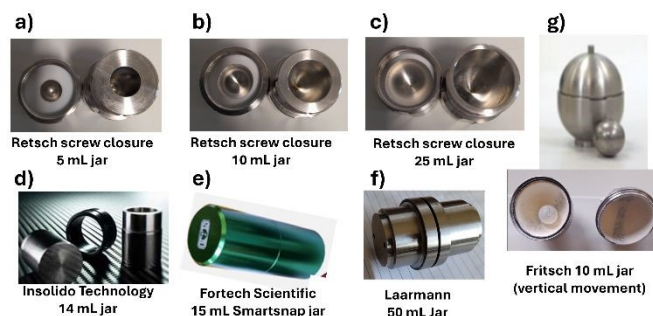 a)
b)
c)
g)
Retsch screw closure
5 mL jar
Retsch screw closure
10 mL jar
Retsch screw closure
25 mL jar
d)
e)
f)
Insolido Technology
14 mL jar
Fortech Scientific
15 mL Smartsnap jar
Laarmann
50 mL Jar
Fritsch 10 mL jar
(vertical movement)